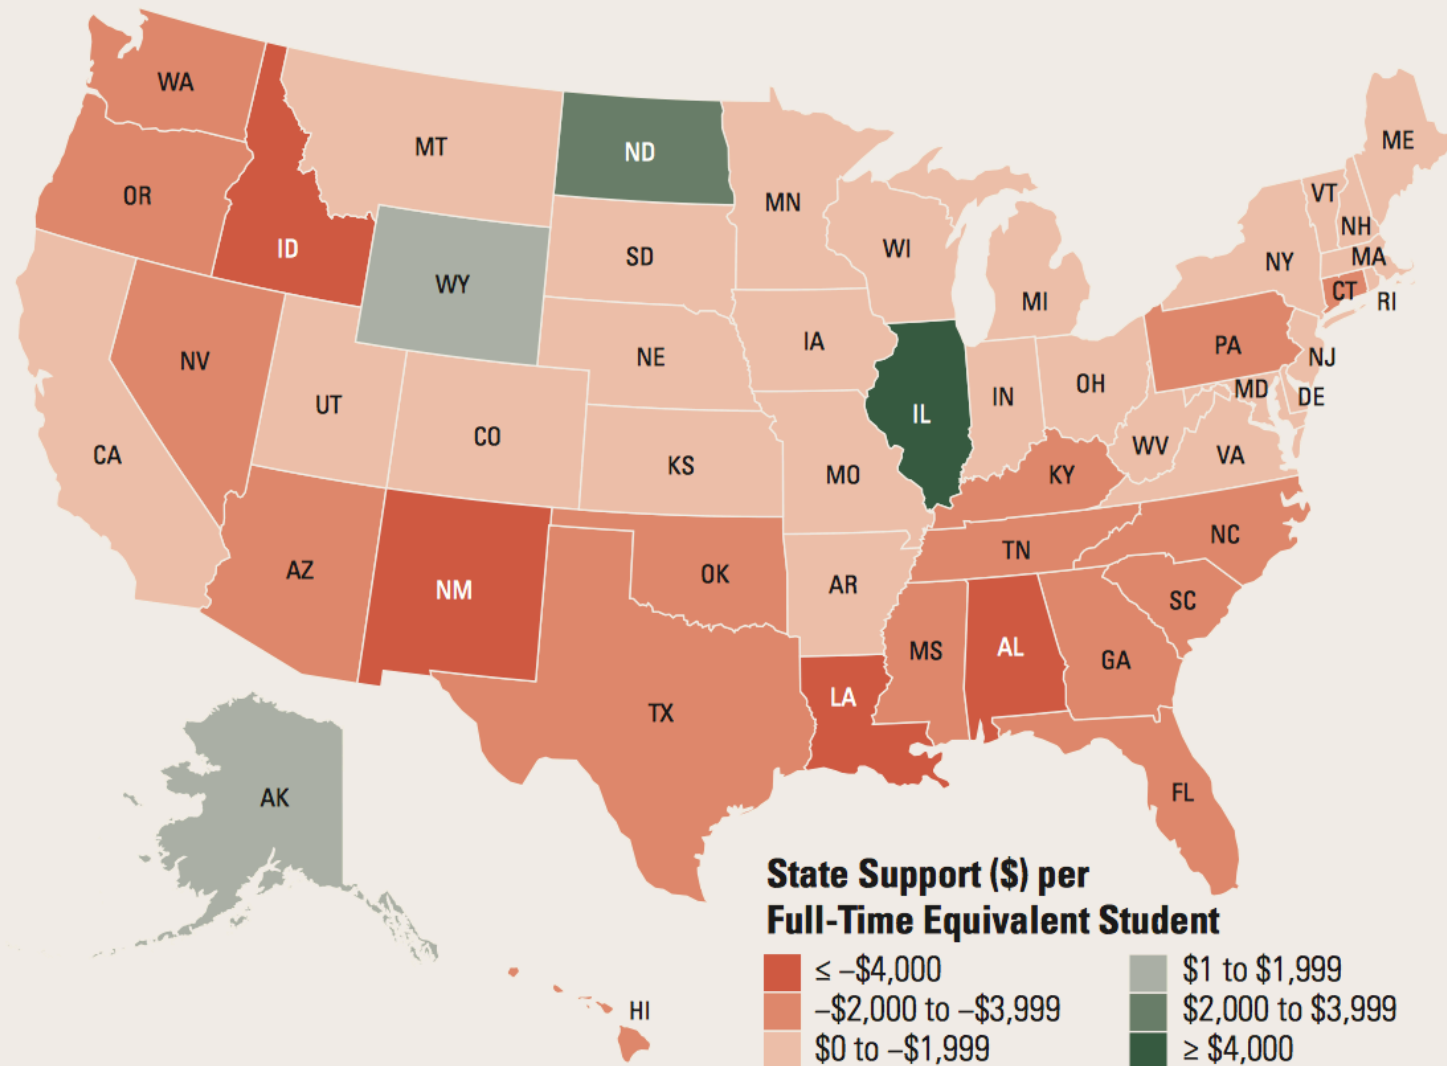 WA
MT
ND
ME
OR
MN
VT
ID
SD
WI
NH
WY
NY
MA
MI
CT
RI
NV
NE
IA
PA
NJ
UT
IN
OH
MD
DE
CA
CO
KS
MO
IL
WV
VA
KY
AZ
NM
OK
AR
TN
NC
SC
MS
AL
GA
LA
TX
AK
FL
HI
State Support ($) per
Full-Time Equivalent Student
≤ –$4,000
–$2,000 to –$3,999
$0 to –$1,999
$1 to $1,999
$2,000 to $3,999
≥ $4,000